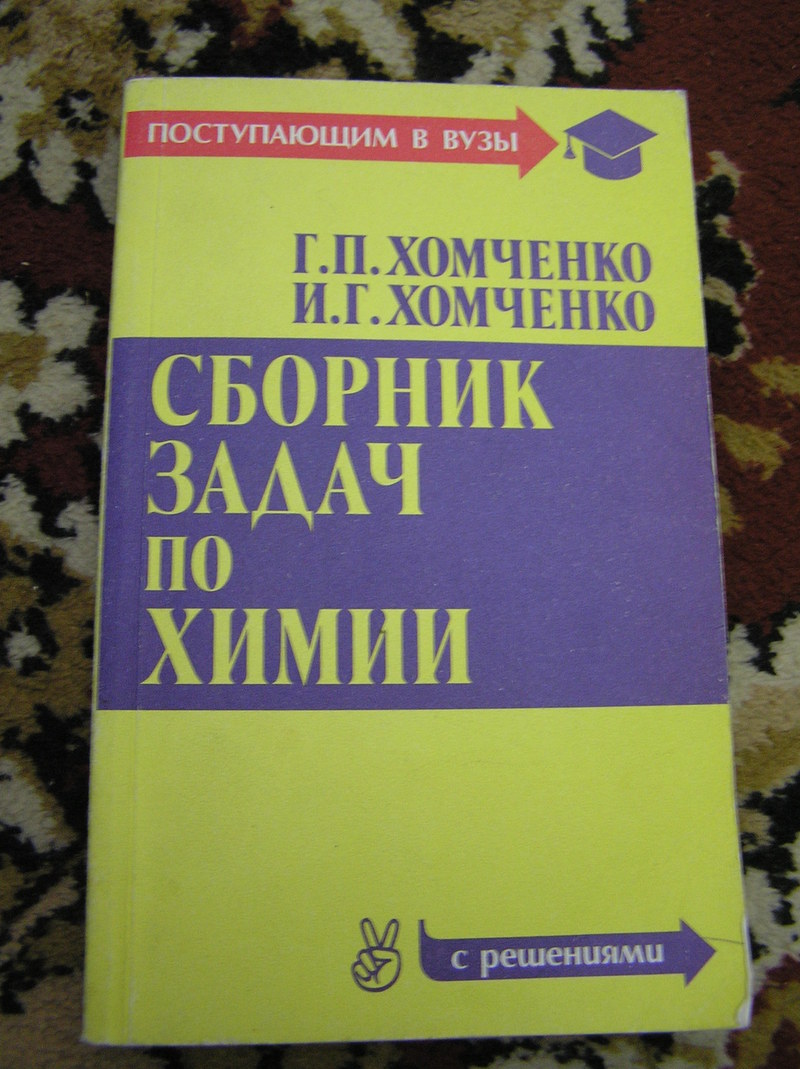 ПОСТУПАЮЩИМ В ВУЗЫ
Г.П. ХОМЧЕНКО
И.Г. ХОМЧЕНКО
СБОРНИК
ЗАДАЧ
ПО
ХИМИИ
с решениями